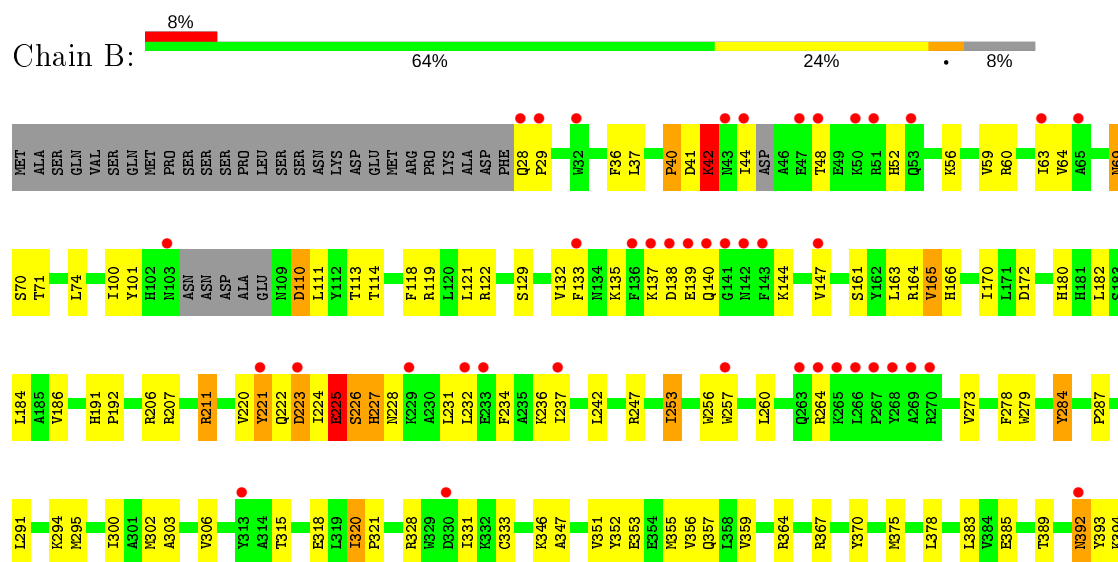 8%
Chain B:
64% 24% • 8%
MET ALA SER GLN VAL SER GLN MET PRO SER SER SER PRO LEU SER SER ASN LYS ASP GLU MET ARG PRO PRO LYS ALA ASP PHE Q28 P29 W32 F36 L37 P40 D41 K42 N43 I44 ASP A46 E47 T48 E49 K50 R51 H52 Q53 K56 V59 R60 I63 V64 A65
S70 T71 L74 I100 Y101 H102 N103 ASN ASN ASP ALA GLU N109 D110 L111 Y112 T113 T114 F118 R119 L120 L121 R122 S129 V132 F133 N134 K135 F136 K137 D138 E139 Q140 G141 N142 F143 K144 V147 S161 Y162 L163 R164 V165 H166 I170 L171 D172 H180 H181 L182 S183
L184 A185 V186 H191 P192 R206 R207 R211 V220 Y221 Q222 D223 I224 E225 S226 H227 N228 K229 A230 L231 L232 E233 F234 A235 K236 I237 L242 R247 I253 W256 W257 L260 Q263 R264 K265 L266 P267 Y268 A269 R270 V273 F278 W279 Y284 P287
L291 K294 M295 I300 A301 M302 A303 V306 Y313 A314 T315 E318 L319 I320 P321 R328 W329 D330 I331 K332 C333 K346 A347 V351 Y352 E353 E354 M355 V356 Q357 L358 V359 R364 R367 Y370 M375 L378 L383 V384 E385 T389 N392 Y393